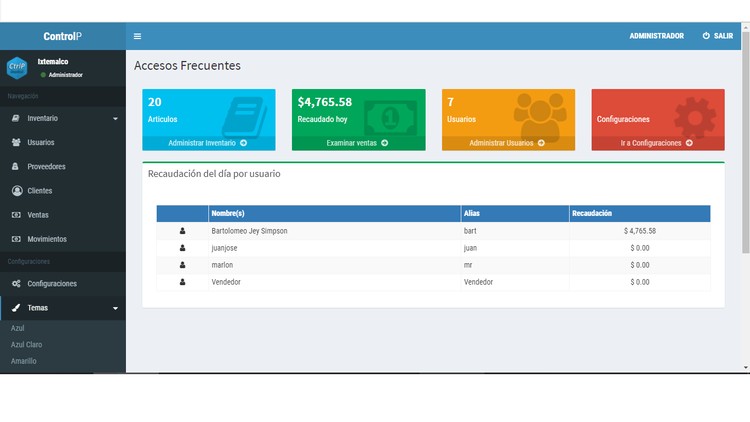 ControlP
ADMINISTRADOR
SALIR
CtrlP
Ixtemalco
Administrador
Navegación
Inventario
Usuarios
Proveedores
Clientes
Ventas
Movimientos
Configuraciones
Configuraciones
Temas
Azul
Azul Claro
Amarillo
Accesos Frecuentes
20
Artículos
Administrar Inventario
$4,765.58
Recaudado hoy
1
Examinar ventas
7
Usuarios
Administrar Usuarios
Configuraciones
Ir a Configuraciones
Recaudación del día por usuario
Nombre(s) Alias Recaudación
Bartolomeo Jey Simpson bart $ 4,765.58
juanjose juan $ 0.00
marlon mr $ 0.00
Vendedor Vendedor $ 0.00